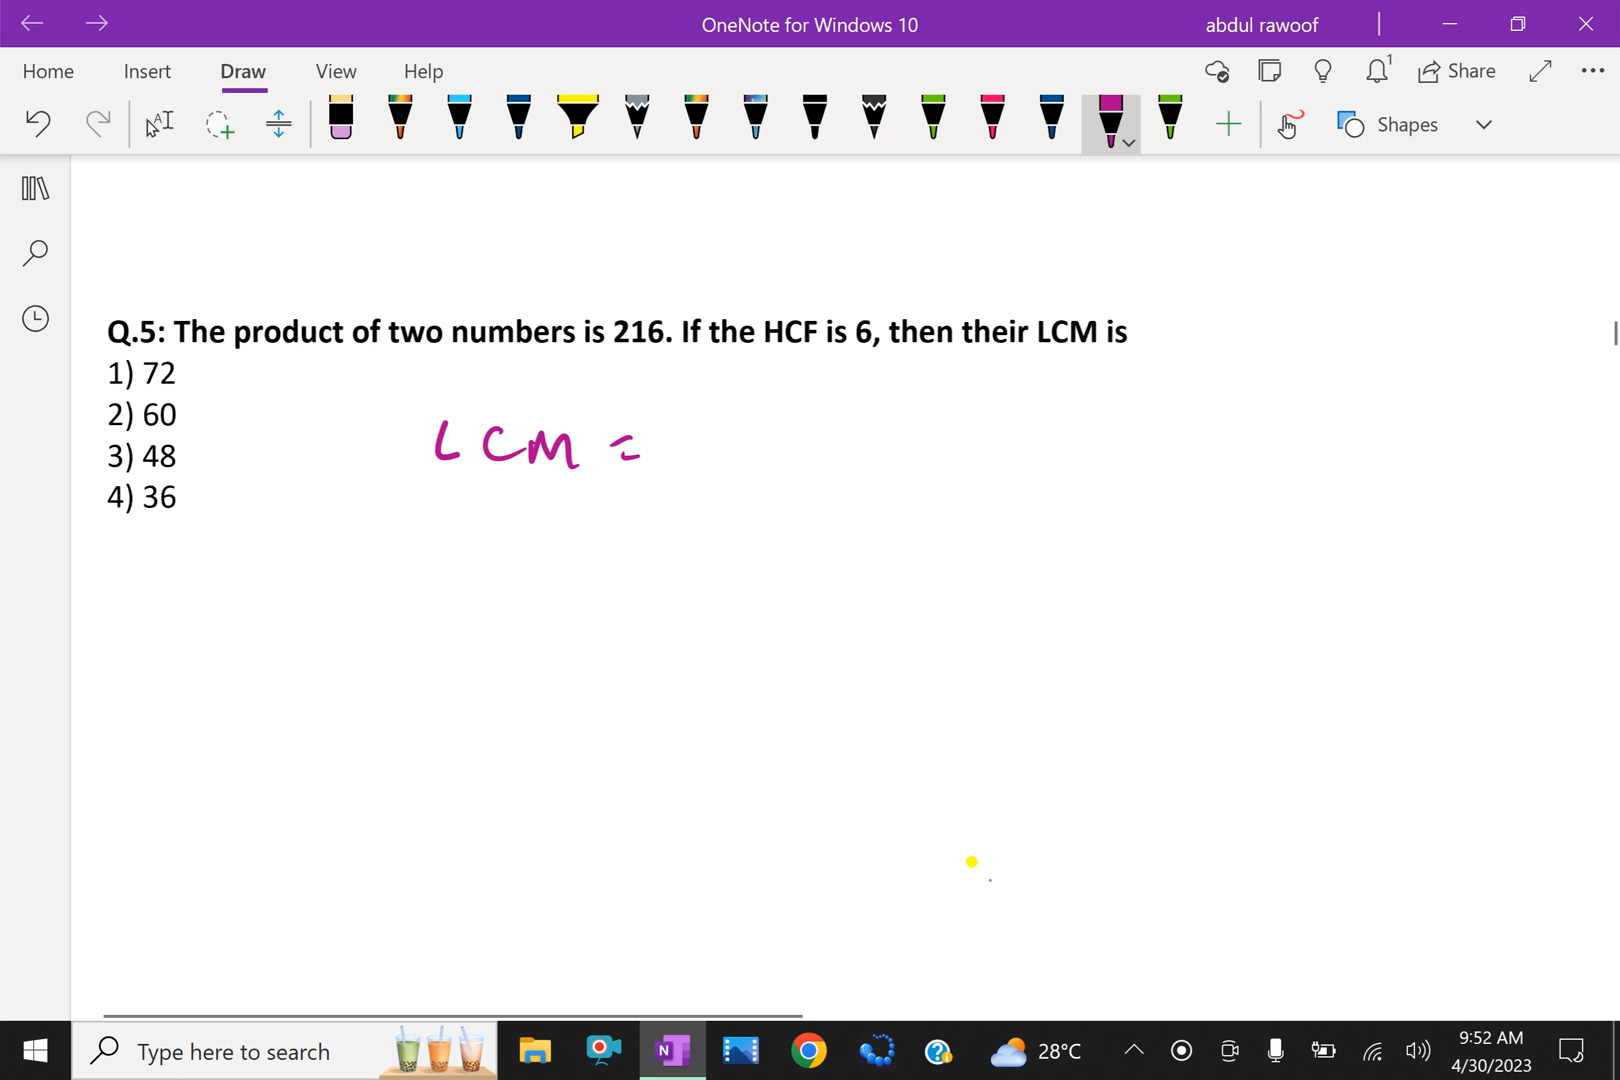 OneNote for Windows 10 abdul rawoof
Home Insert Draw View Help 1 Share
Shapes
Q.5: The product of two numbers is 216. If the HCF is 6, then their LCM is
1) 72
2) 60
3) 48
4) 36
LCM =
Type here to search 28°C 9:52 AM
4/30/2023